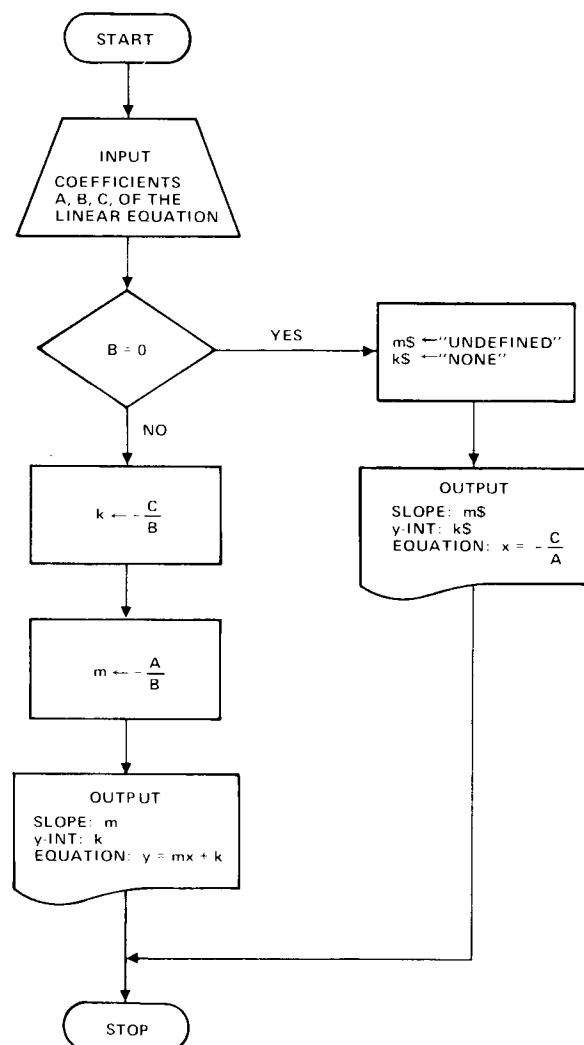 START
INPUT
COEFFICIENTS
A, B, C, OF THE
LINEAR EQUATION
B = 0
YES
m$ ← "UNDEFINED"
k$ ← "NONE"
NO
k ← -C/B
OUTPUT
SLOPE: m$
y-INT: k$
EQUATION: x = -C/A
m ← -A/B
OUTPUT
SLOPE: m
y-INT: k
EQUATION: y = mx + k
STOP